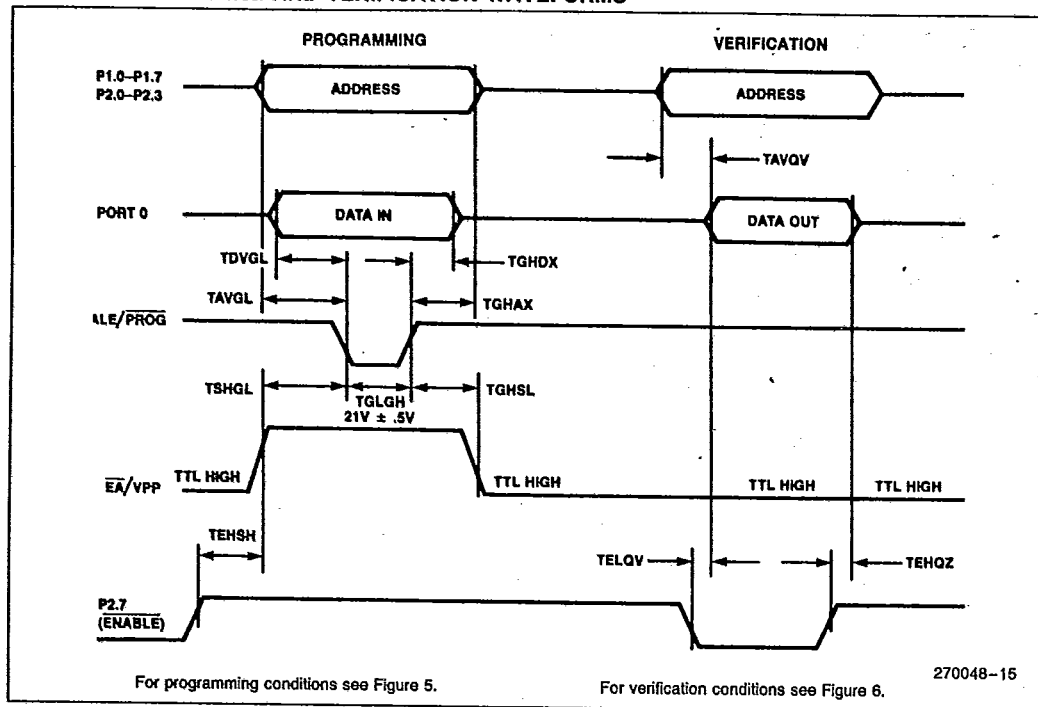 AND VERIFICATION WAVEFORMS
PROGRAMMING VERIFICATION
P1.0–P1.7
P2.0–P2.3
ADDRESS ADDRESS
TAVQV
PORT 0 DATA IN DATA OUT
TDVGL TGHDX
TAVGL TGHAX
ALE/PROG
TSHGL TGLGH TGHSL
21V ± .5V
EA/VPP TTL HIGH TTL HIGH TTL HIGH TTL HIGH
TEHSH TELQV TEHQZ
P2.7
(ENABLE)
270048–15
For programming conditions see Figure 5. For verification conditions see Figure 6.